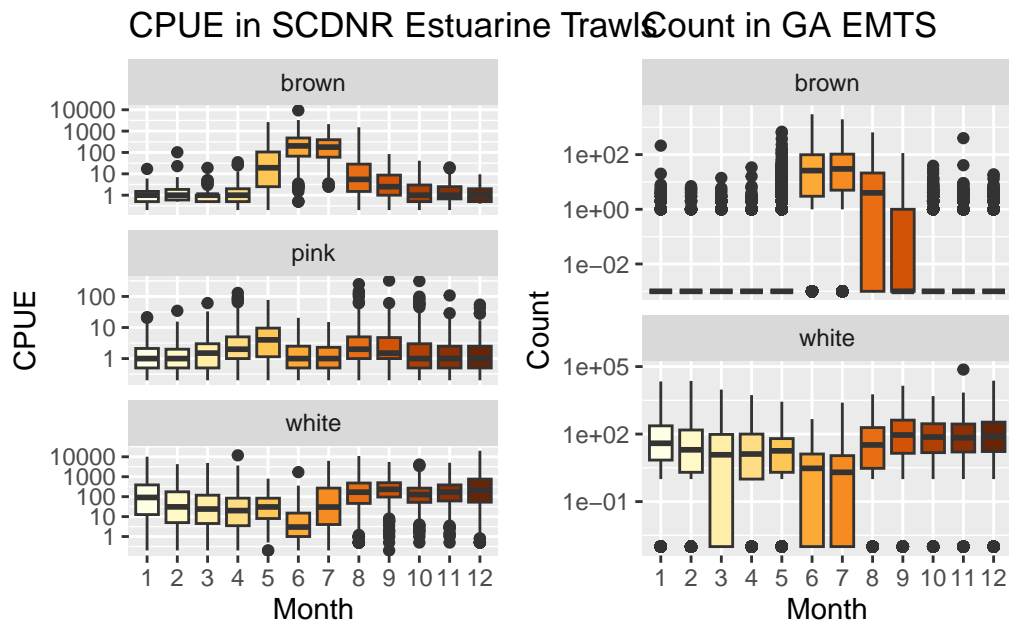 CPUE in SCDNR Estuarine Trawls
Count in GA EMTS
brown
10000
1000
100
10
1
pink
100
10
1
white
10000
1000
100
10
1
CPUE
1 2 3 4 5 6 7 8 9 10 11 12
Month
brown
1e+02
1e+00
1e−02
white
1e+05
1e+02
1e−01
Count
1 2 3 4 5 6 7 8 9 10 11 12
Month